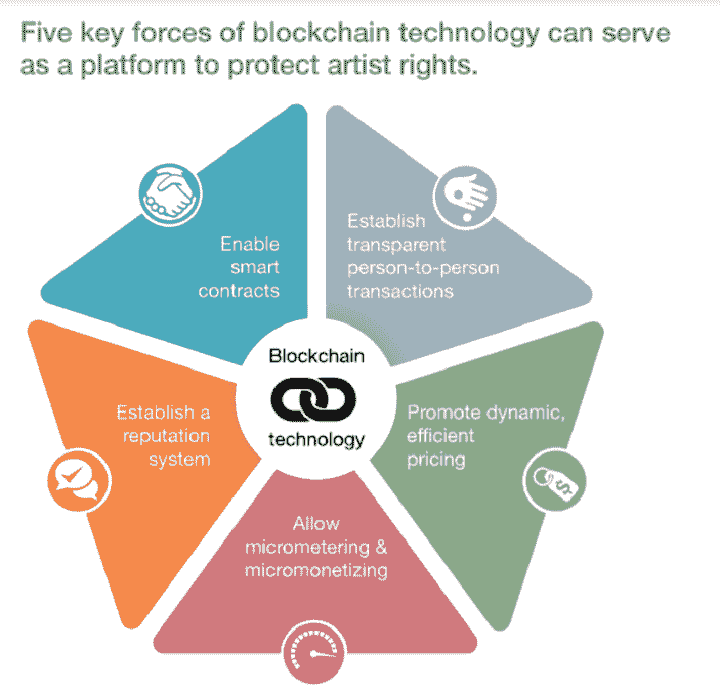 Five key forces of blockchain technology can serve
as a platform to protect artist rights.
Enable
smart
contracts
Establish
transparent
person-to-person
transactions
Blockchain
technology
Establish a
reputation
system
Promote dynamic,
efficient
pricing
$
Allow
micrometering &
micromonetizing